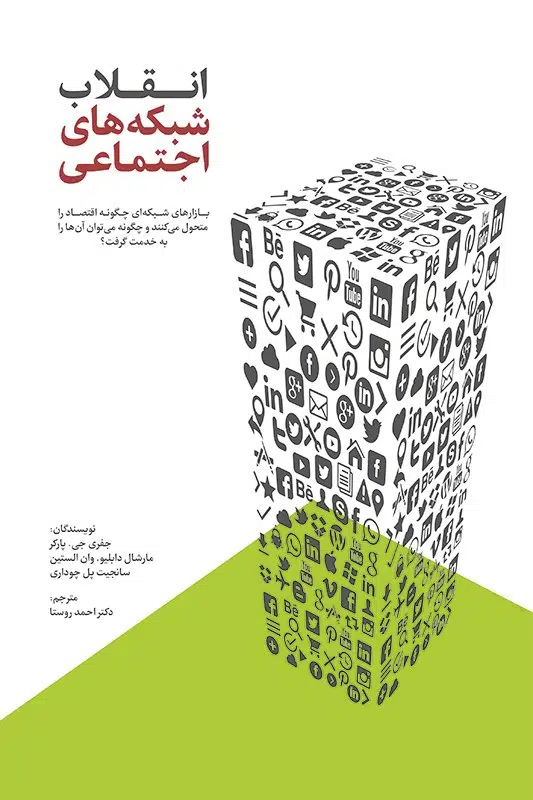 انقلاب
شبکه‌های
اجتماعی
بازارهای شبکه‌ای چگونه اقتصاد را
متحول می‌کنند و چگونه می‌توان آن‌ها را
به خدمت گرفت؟
نویسندگان:
جفری جی. پارکر
مارشال دابلیو. وان الستین
سانجیت پل چوداری
مترجم:
دکتر احمد روستا